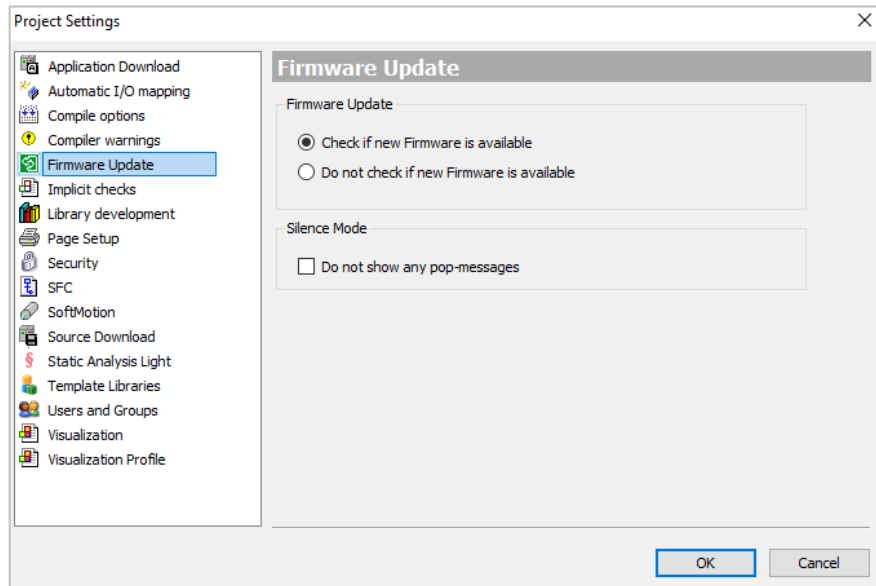 Project Settings
Application Download
Automatic I/O mapping
Compile options
Compiler warnings
Firmware Update
Implicit checks
Library development
Page Setup
Security
SFC
SoftMotion
Source Download
Static Analysis Light
Template Libraries
Users and Groups
Visualization
Visualization Profile
Firmware Update
Firmware Update
Check if new Firmware is available
Do not check if new Firmware is available
Silence Mode
Do not show any pop-messages
OK
Cancel